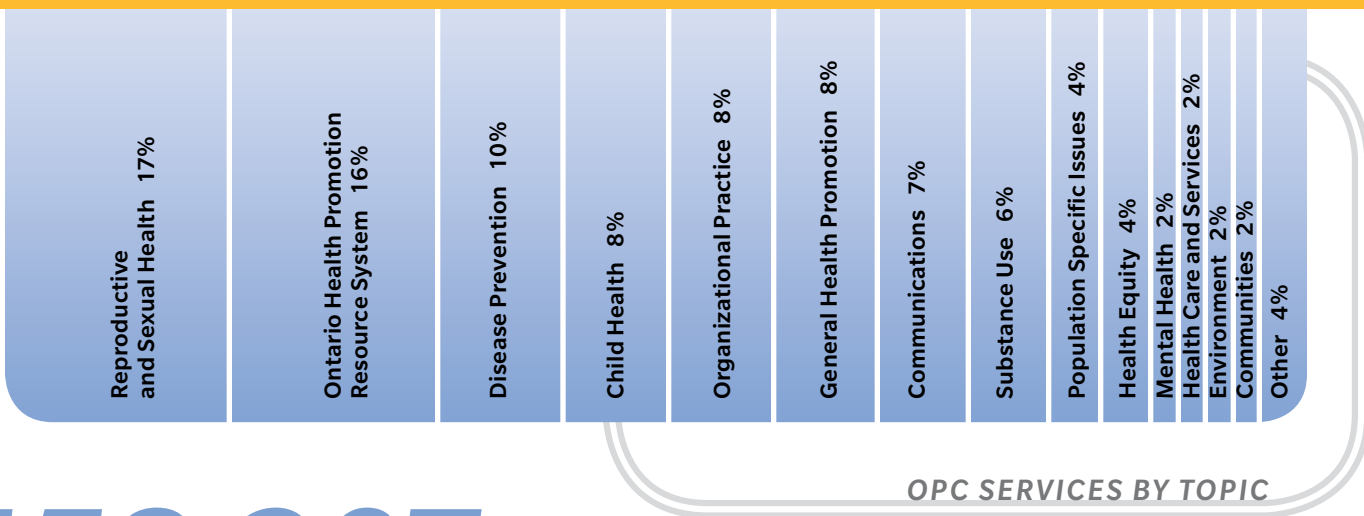 Reproductive
and Sexual Health 17%
Ontario Health Promotion
Resource System 16%
Disease Prevention 10%
Child Health 8%
Organizational Practice 8%
General Health Promotion 8%
Communications 7%
Substance Use 6%
Population Specific Issues 4%
Health Equity 4%
Mental Health 2%
Health Care and Services 2%
Environment 2%
Communities 2%
Other 4%
OPC SERVICES BY TOPIC